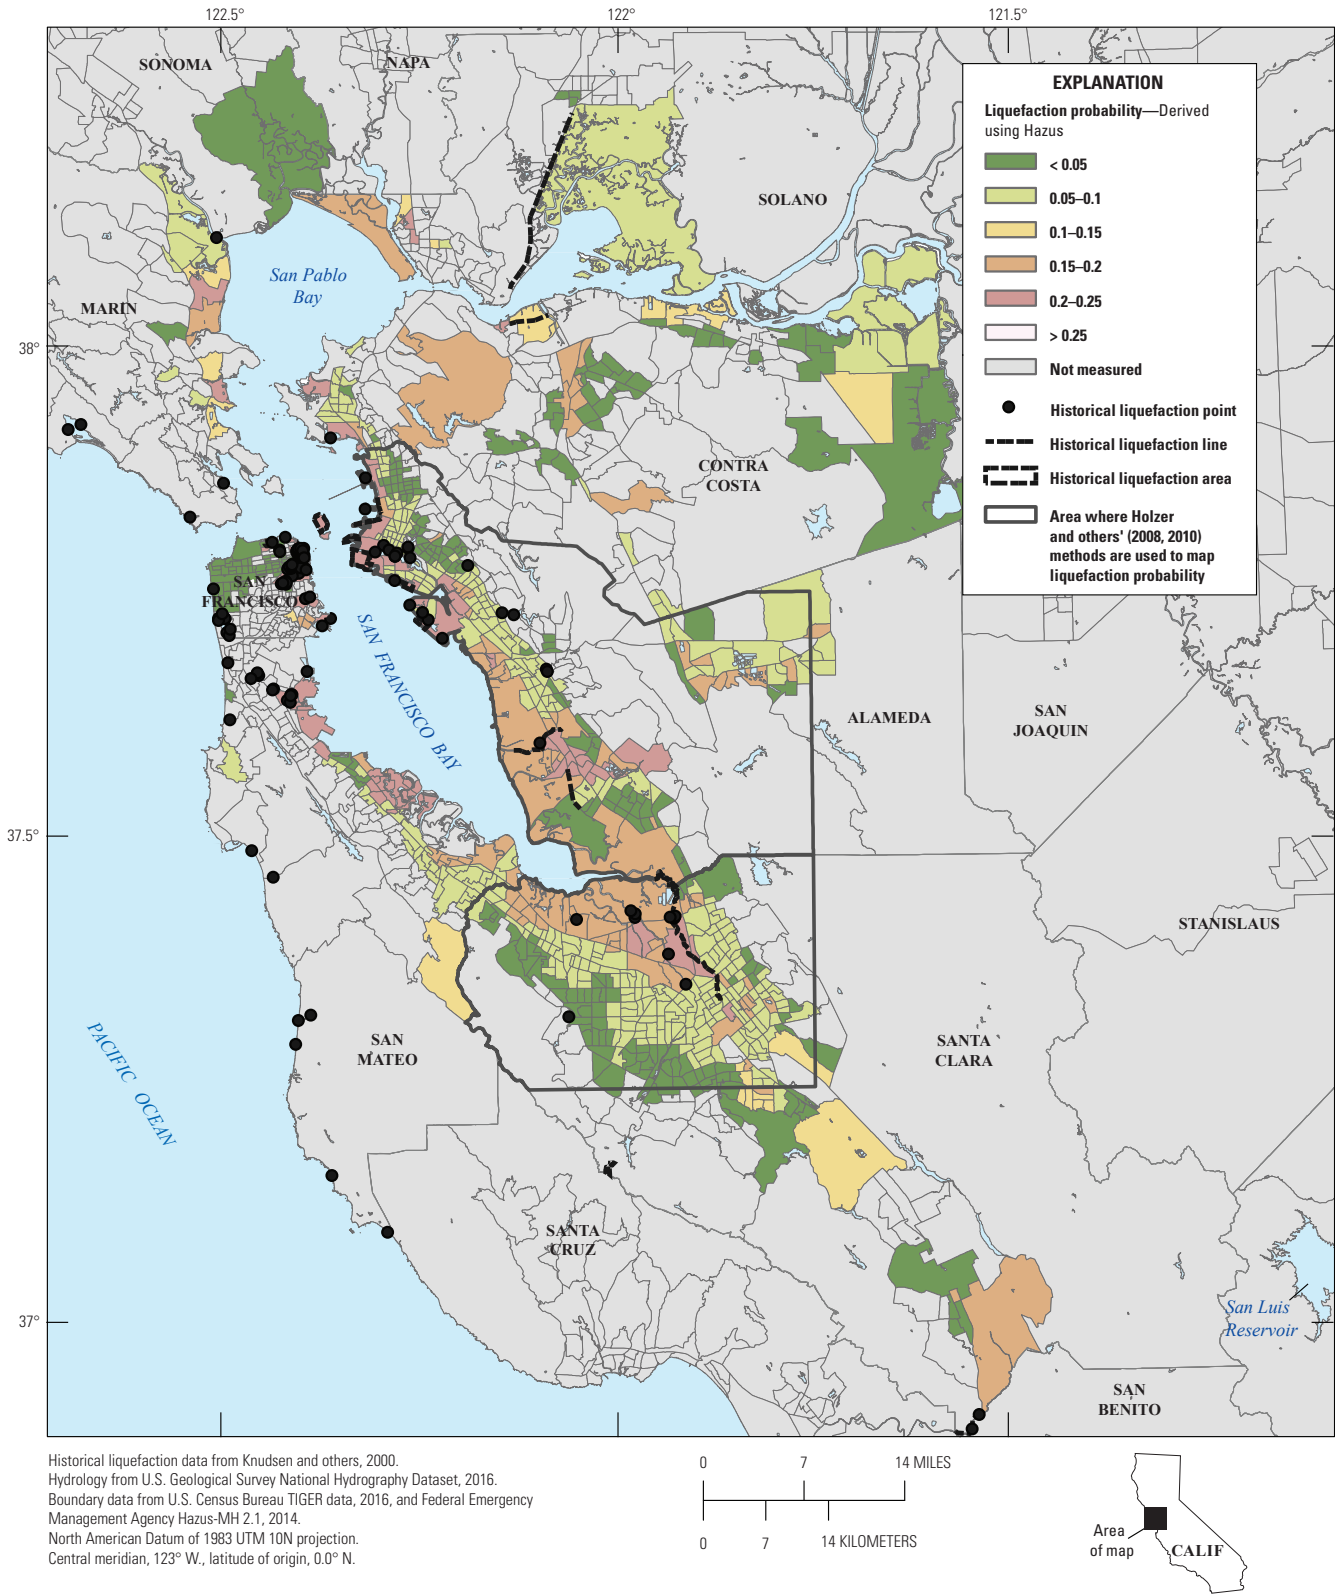 122.5°
122°
121.5°
SONOMA
NAPA
EXPLANATION
Liquefaction probability—Derived
using Hazus
< 0.05
0.05–0.1
0.1–0.15
0.15–0.2
0.2–0.25
> 0.25
Not measured
Historical liquefaction point
Historical liquefaction line
Historical liquefaction area
Area where Holzer
and others' (2008, 2010)
methods are used to map
liquefaction probability
SOLANO
San Pablo
Bay
MARIN
38°
CONTRA
COSTA
SAN
FRANCISCO
SAN FRANCISCO BAY
ALAMEDA
SAN
JOAQUIN
37.5°
STANISLAUS
PACIFIC OCEAN
SAN
MATEO
SANTA
CLARA
SANTA
CRUZ
San Luis
Reservoir
37°
SAN
BENITO
Historical liquefaction data from Knudsen and others, 2000.
Hydrology from U.S. Geological Survey National Hydrography Dataset, 2016.
Boundary data from U.S. Census Bureau TIGER data, 2016, and Federal Emergency
Management Agency Hazus-MH 2.1, 2014.
North American Datum of 1983 UTM 10N projection.
Central meridian, 123° W., latitude of origin, 0.0° N.
0 7 14 MILES
0 7 14 KILOMETERS
Area
of map
CALIF